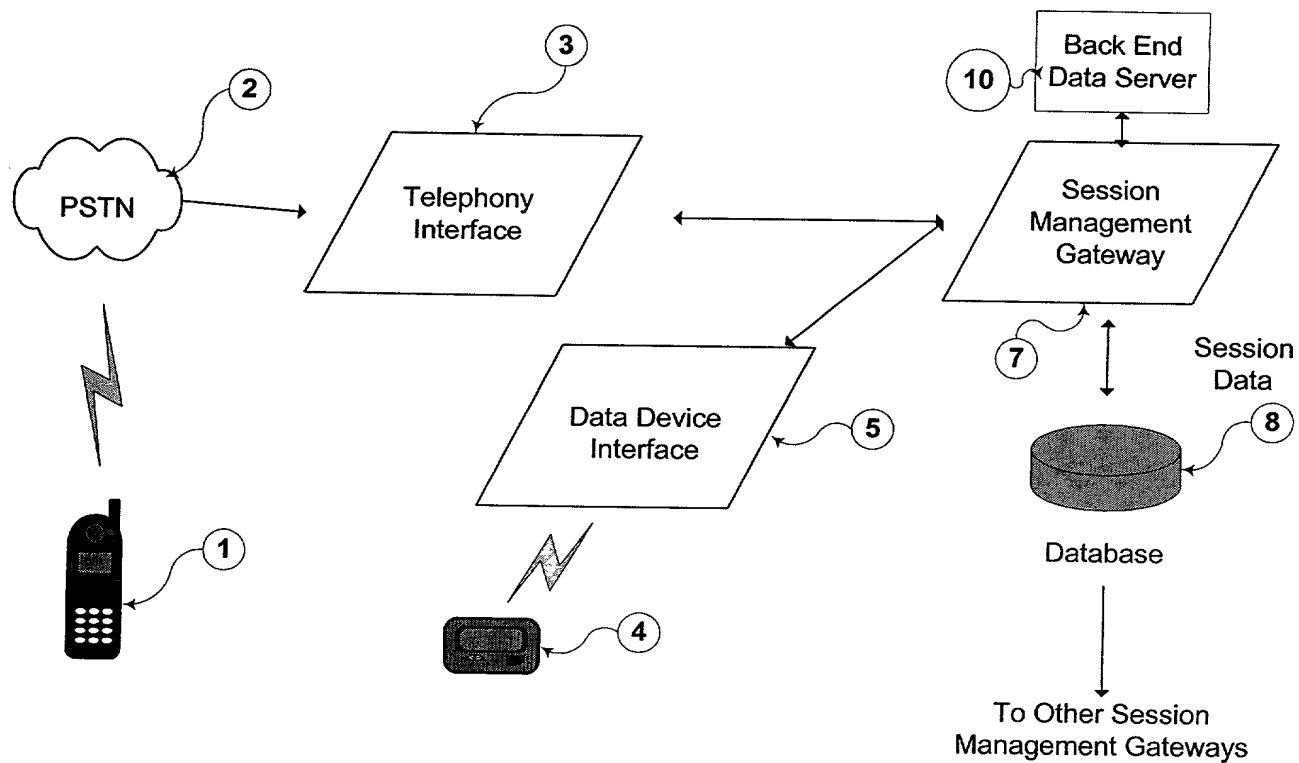 3
2
Back End
Data Server
10
PSTN
Telephony
Interface
Session
Management
Gateway
7
Session
Data
8
Data Device
Interface
5
1
Database
4
To Other Session
Management Gateways